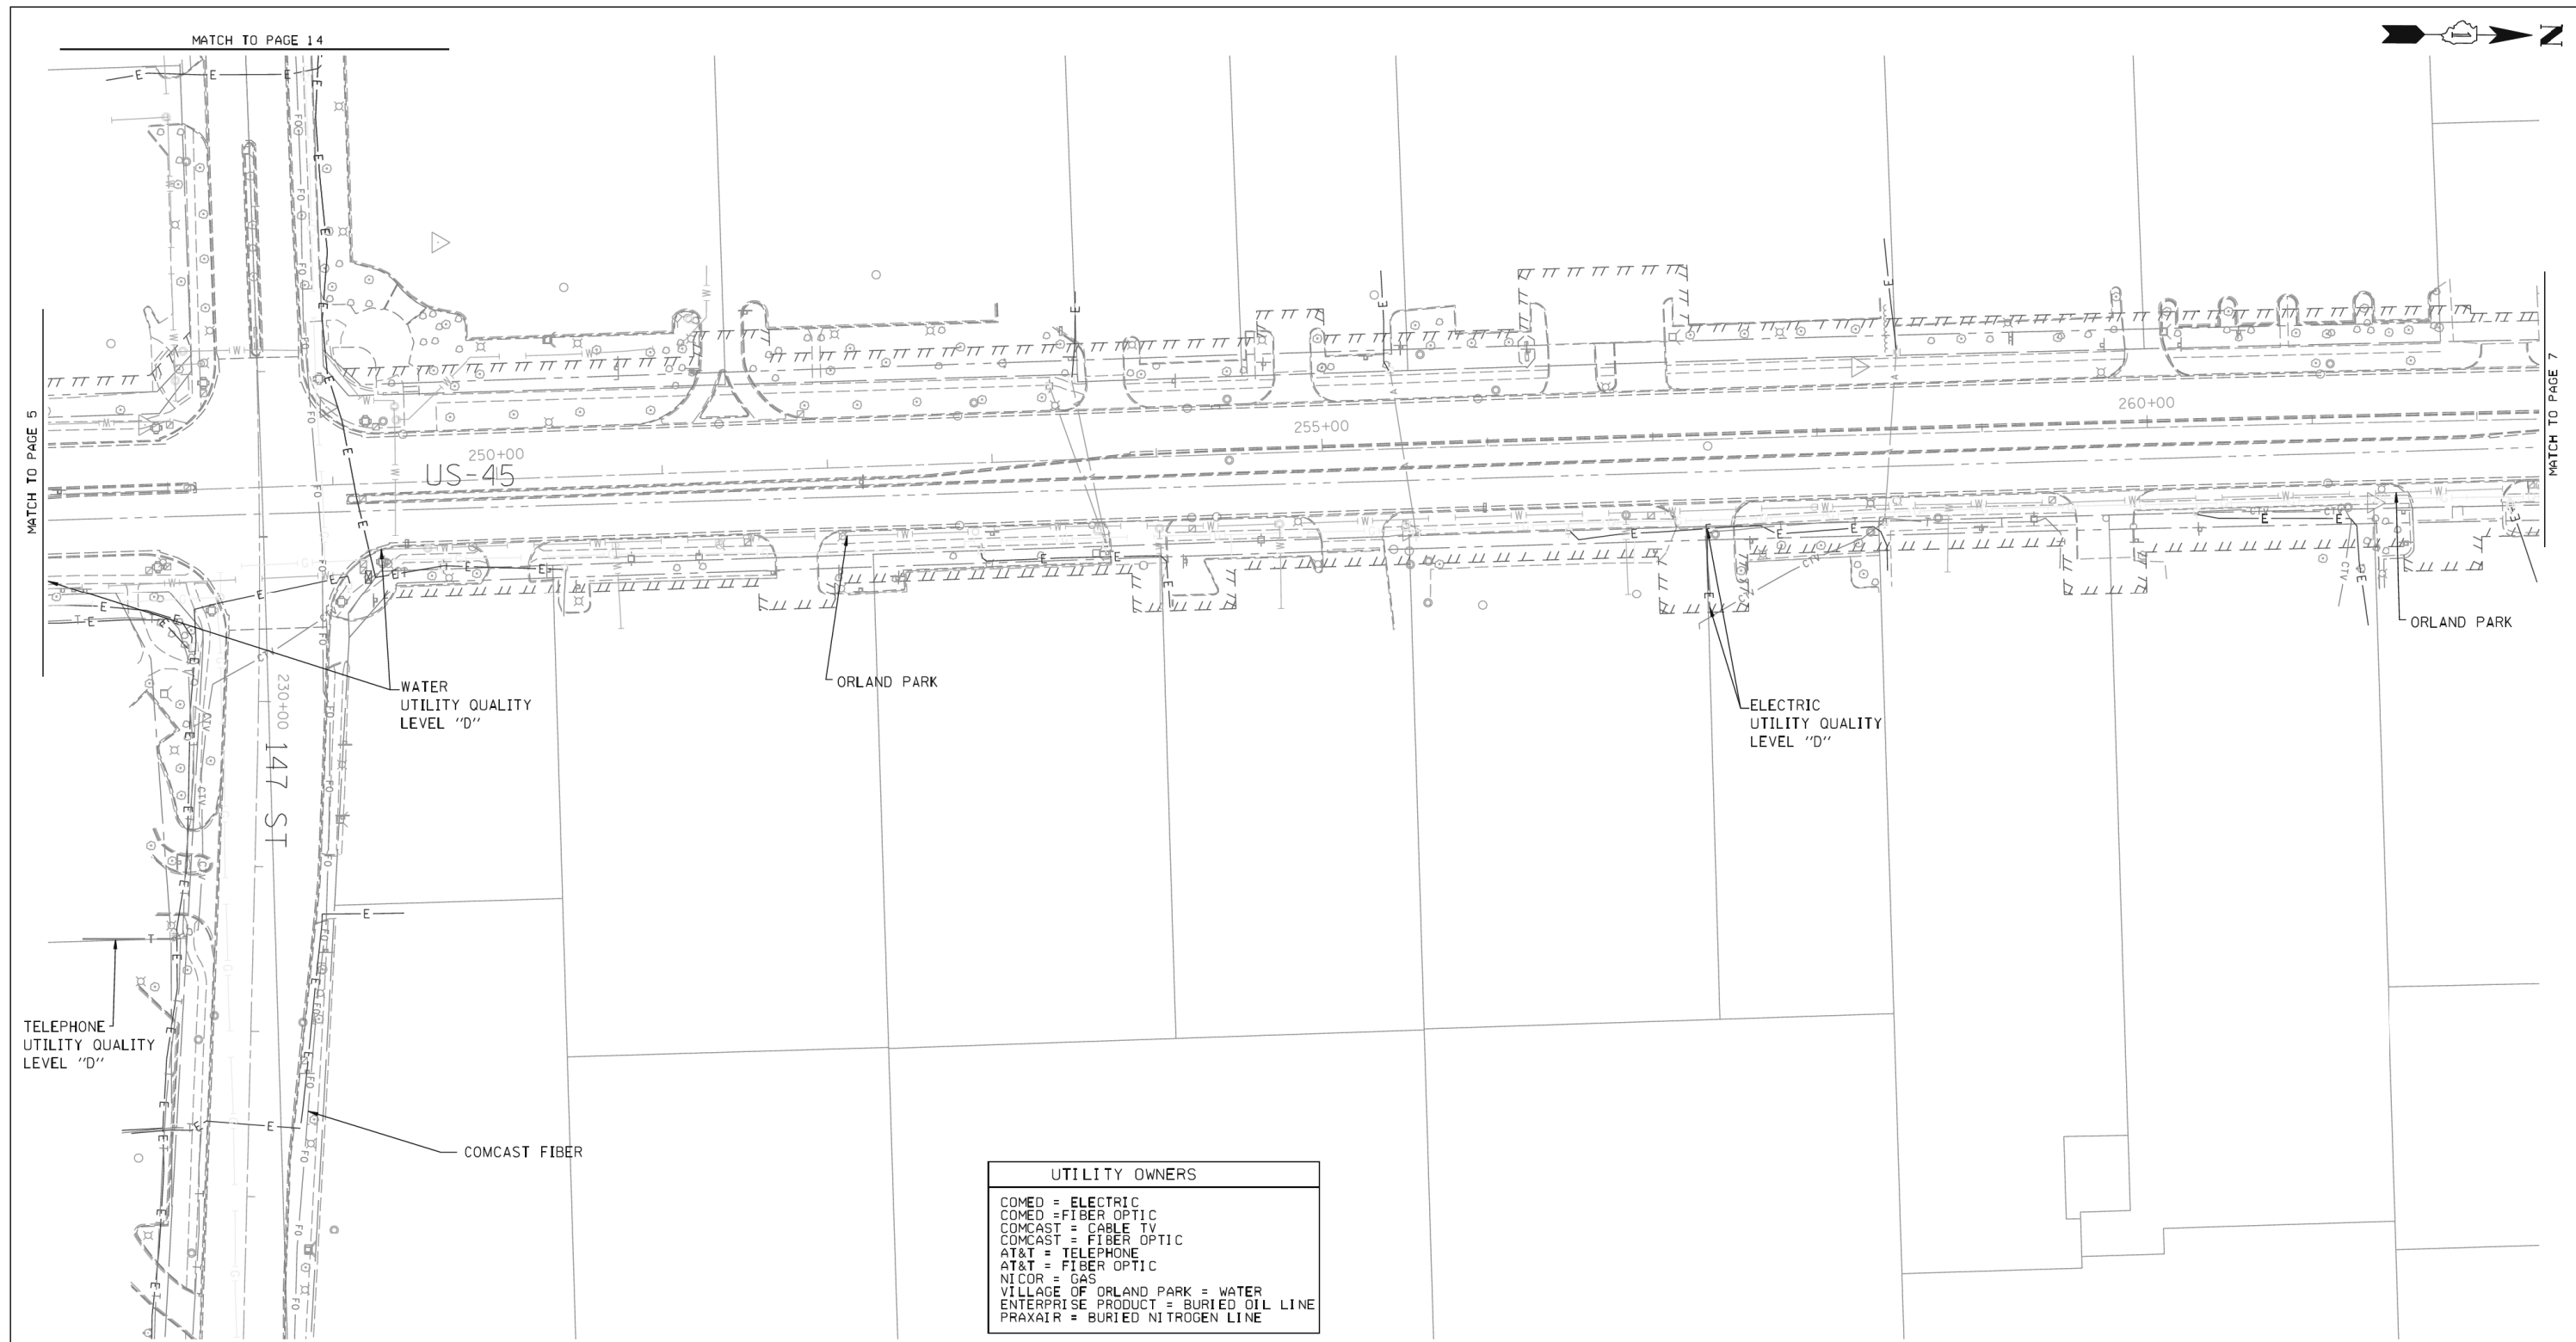 MATCH TO PAGE 14
N
MATCH TO PAGE 5
MATCH TO PAGE 7
250+00
US-45
255+00
260+00
WATER
UTILITY QUALITY
LEVEL "D"
ORLAND PARK
ELECTRIC
UTILITY QUALITY
LEVEL "D"
ORLAND PARK
230+00
147 ST
TELEPHONE
UTILITY QUALITY
LEVEL "D"
COMCAST FIBER
UTILITY OWNERS
COMED = ELECTRIC
COMED =FIBER OPTIC
COMCAST = CABLE TV
COMCAST = FIBER OPTIC
AT&T = TELEPHONE
AT&T = FIBER OPTIC
NICOR = GAS
VILLAGE OF ORLAND PARK = WATER
ENTERPRISE PRODUCT = BURIED OIL LINE
PRAXAIR = BURIED NITROGEN LINE